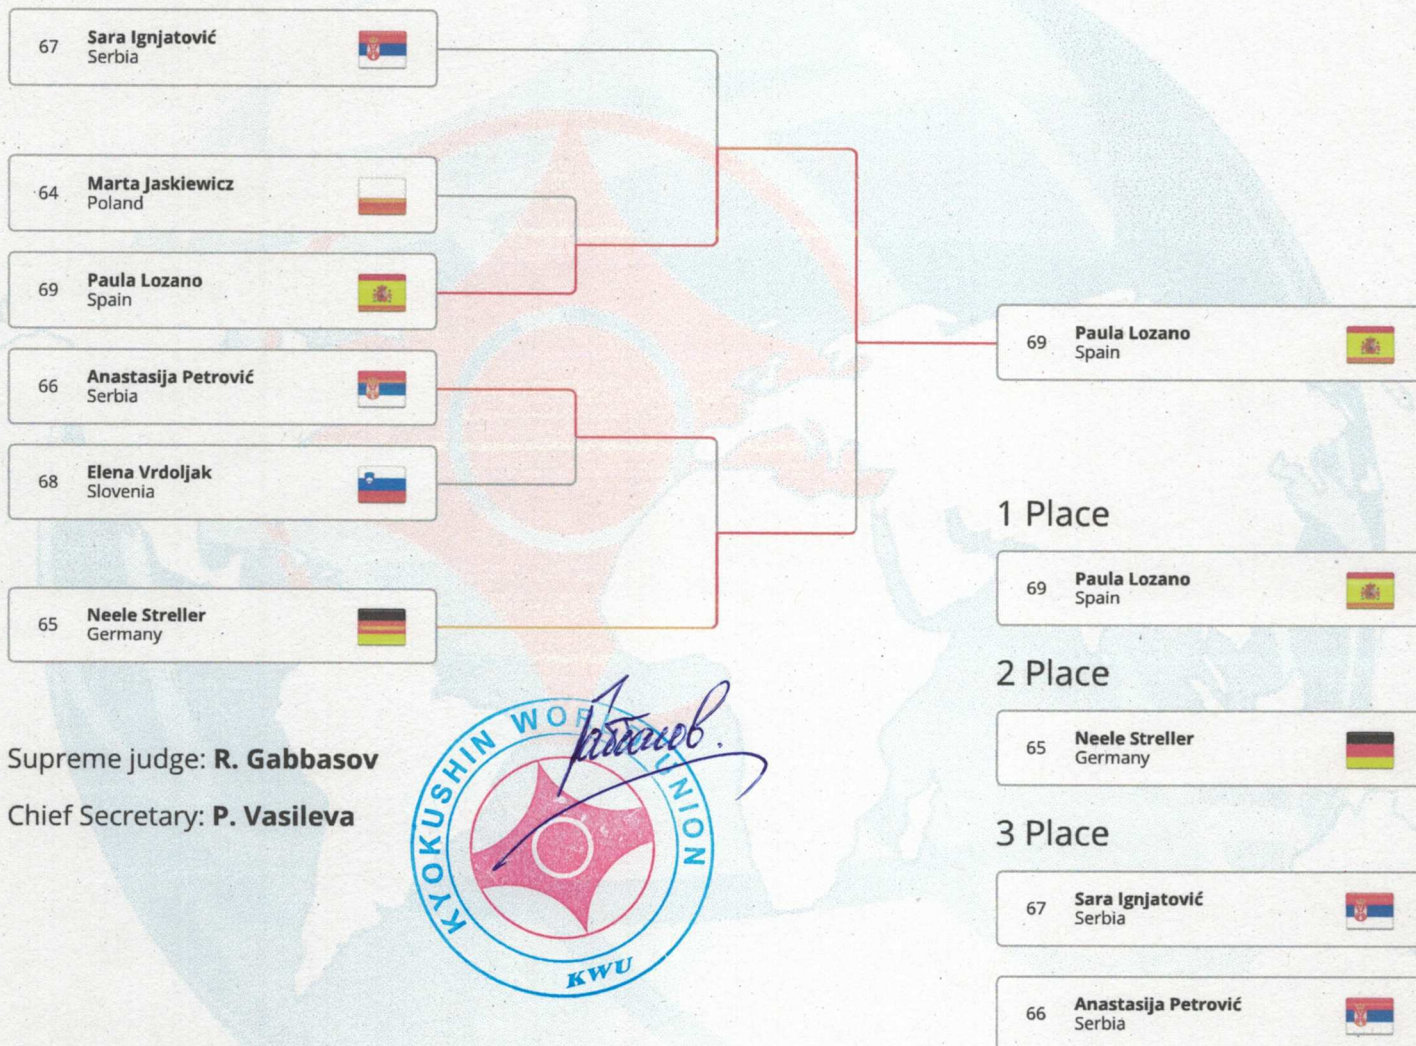 67
Sara Ignjatović
Serbia
64
Marta Jaskiewicz
Poland
69
Paula Lozano
Spain
66
Anastasija Petrović
Serbia
68
Elena Vrdoljak
Slovenia
65
Neele Streller
Germany
69
Paula Lozano
Spain
1 Place
69
Paula Lozano
Spain
2 Place
65
Neele Streller
Germany
3 Place
67
Sara Ignjatović
Serbia
66
Anastasija Petrović
Serbia
Supreme judge: R. Gabbasov
Chief Secretary: P. Vasileva
KYOKUSHIN WORLD UNION
KWU